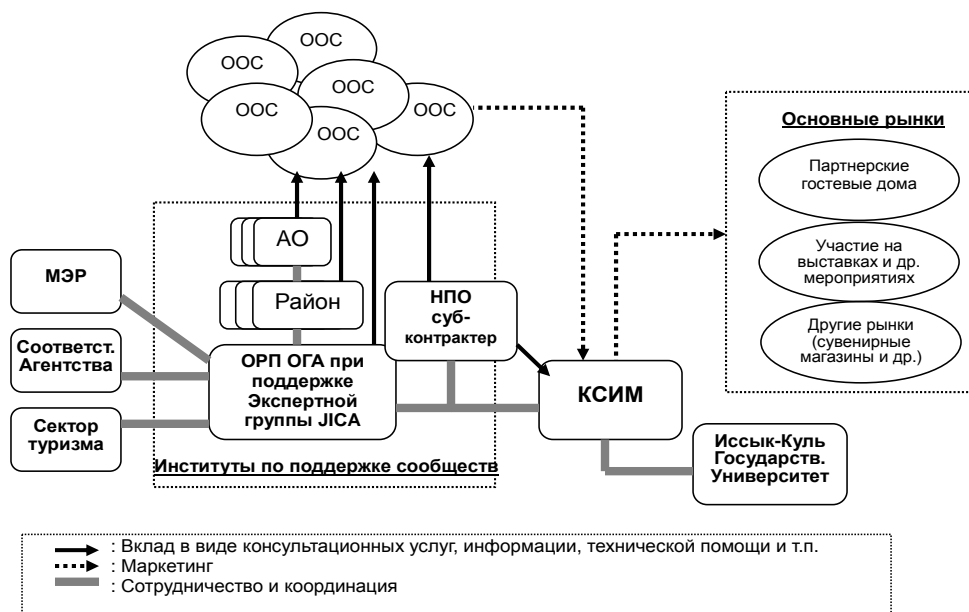 ООС
ООС
ООС
ООС
ООС
ООС
Основные рынки
Партнерские
гостевые дома
Участие на
выставках и др.
мероприятиях
Другие рынки
(сувенирные
магазины и др.)
АО
Район
МЭР
Соответст.
Агентства
Сектор
туризма
ОРП ОГА при
поддержке
Экспертной
группы JICA
НПО
суб-
контрактер
КСИМ
Иссык-Куль
Государств.
Университет
Институты по поддержке сообществ
: Вклад в виде консультационных услуг, информации, технической помощи и т.п.
: Маркетинг
: Сотрудничество и координация